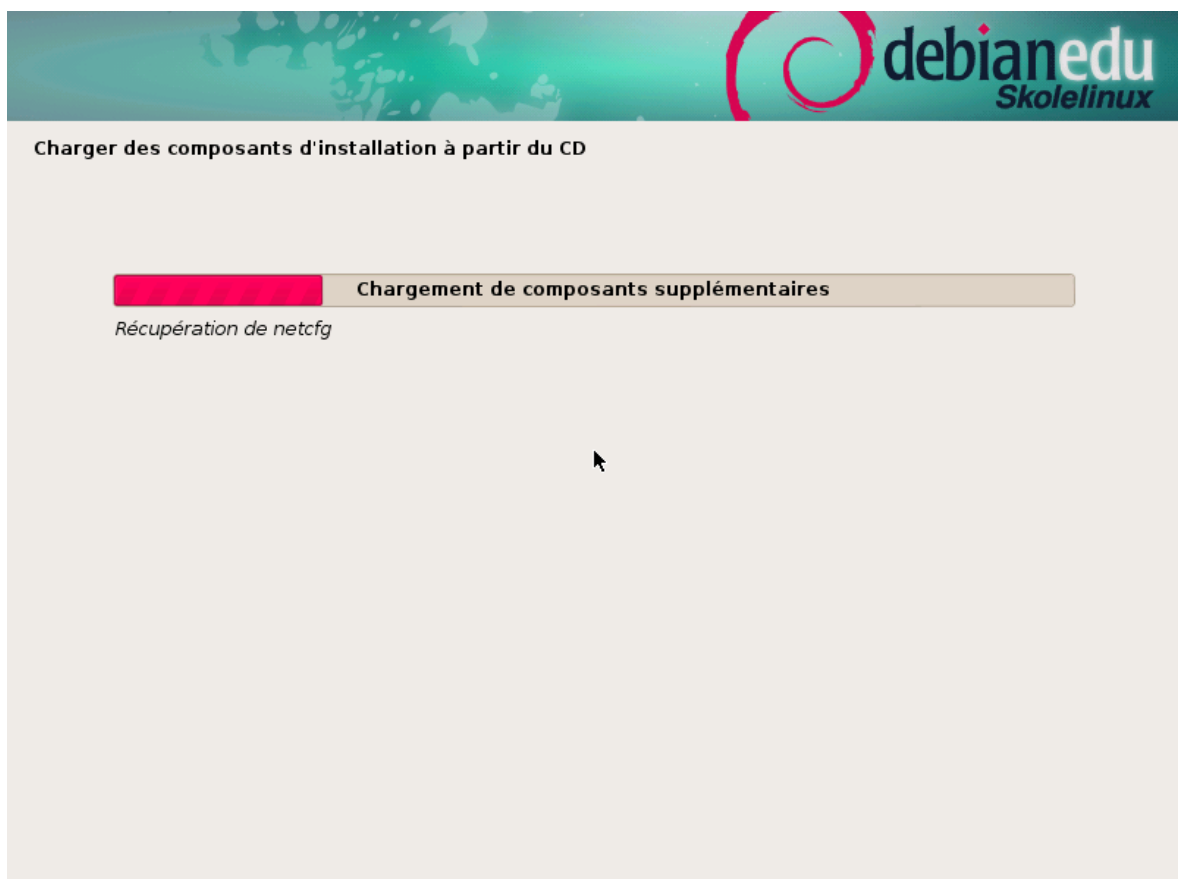 debianedu
Skolelinux
Charger des composants d'installation à partir du CD
Chargement de composants supplémentaires
Récupération de netcfg